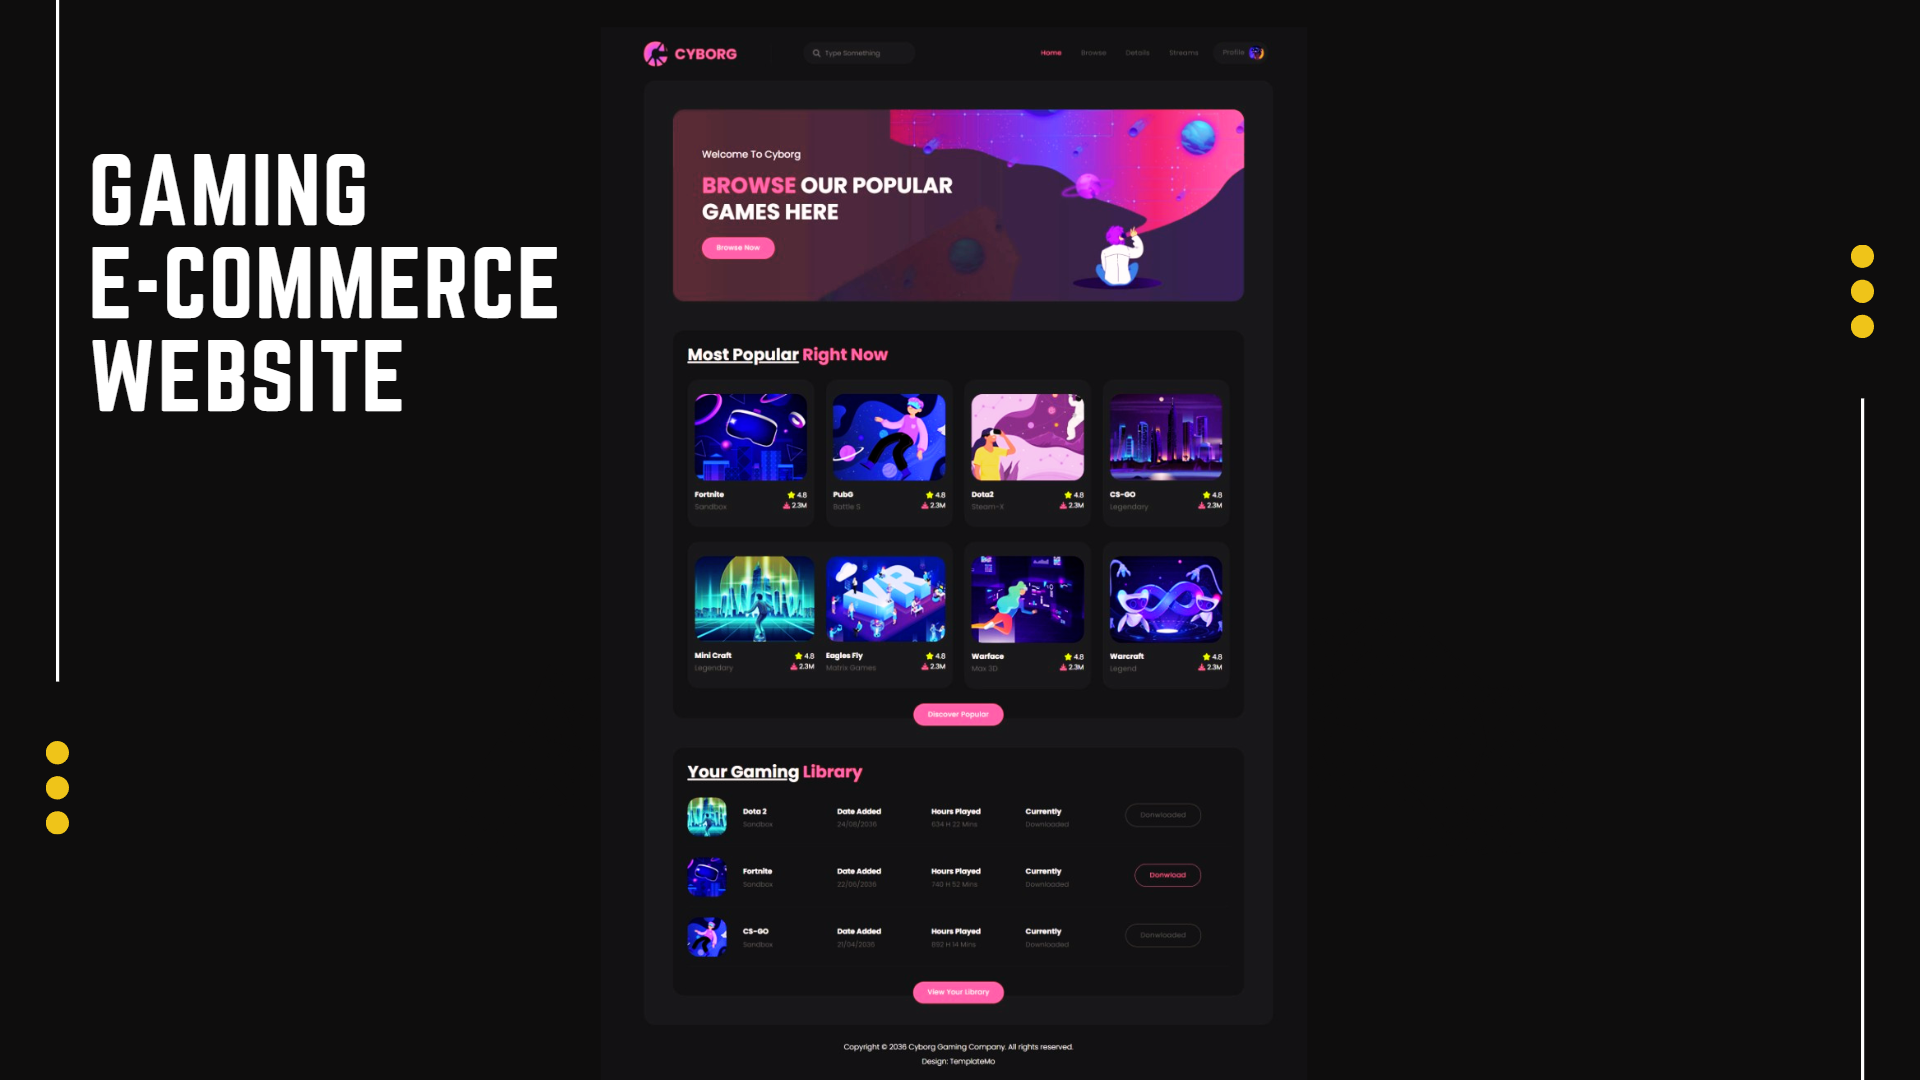 GAMING
E-COMMERCE
WEBSITE
CYBORG
Type Something
Home Browse Details Streams Profile
Welcome To Cyborg
BROWSE OUR POPULAR
GAMES HERE
Browse Now
Most Popular Right Now
Fortnite 4.8
Sandbox 2.3M
PubG 4.8
Battle S 2.3M
Dota2 4.8
Steam-X 2.3M
CS-GO 4.8
Legendary 2.3M
VR
Mini Craft 4.8
Legendary 2.3M
Eagles Fly 4.8
Matrix Games 2.3M
Warface 4.8
Max 3D 2.3M
Warcraft 4.8
Legend 2.3M
Discover Popular
Your Gaming Library
Dota 2 Date Added Hours Played Currently
Sandbox 24/08/2036 634 H 22 Mins Downloaded
Donwloaded
Fortnite Date Added Hours Played Currently
Sandbox 22/06/2036 740 H 52 Mins Downloaded
Donwload
CS-GO Date Added Hours Played Currently
Sandbox 21/04/2036 892 H 14 Mins Downloaded
Donwloaded
View Your Library
Copyright © 2036 Cyborg Gaming Company. All rights reserved.
Design: TemplateMo